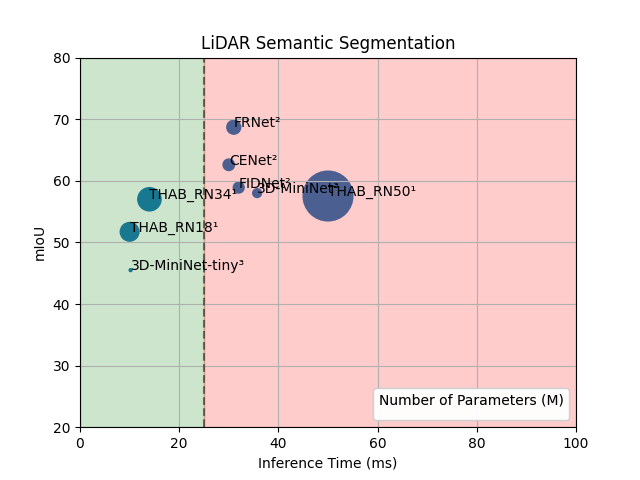 LiDAR Semantic Segmentation
80
70
60
50
40
30
20
mIoU
FRNet²
CENet²
FIDNet²
3D-MiniNet³
THAB_RN50¹
THAB_RN34¹
THAB_RN18¹
3D-MiniNet-tiny³
Number of Parameters (M)
0 20 40 60 80 100
Inference Time (ms)